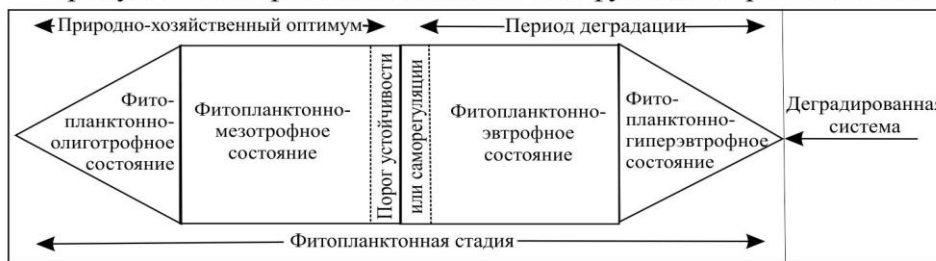 Природно-хозяйственный оптимум
Период деградации
Фито-
планктонно-
олиготрофное
состояние
Фитопланктонно-
мезотрофное
состояние
Порог устойчивости
или саморегуляции
Фитопланктонно-
эвтрофное
состояние
Фито-
планктонно-
гиперэвтрофное
состояние
Деградированная
система
Фитопланктонная стадия